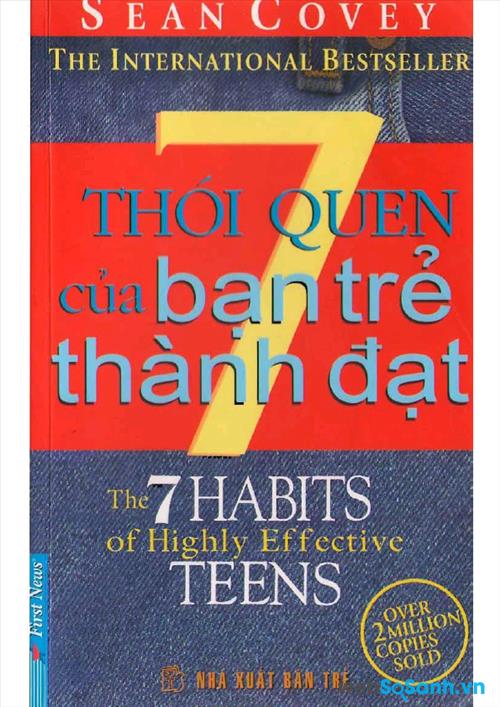 SEAN COVEY
THE INTERNATIONAL BESTSELLER
7
THÓI QUEN
của bạn trẻ
thành đạt
The 7 HABITS
of Highly Effective
TEENS
First News
OVER
2 MILLION
COPIES
SOLD
NHÀ XUẤT BẢN TRẺ
SoSanh.vn